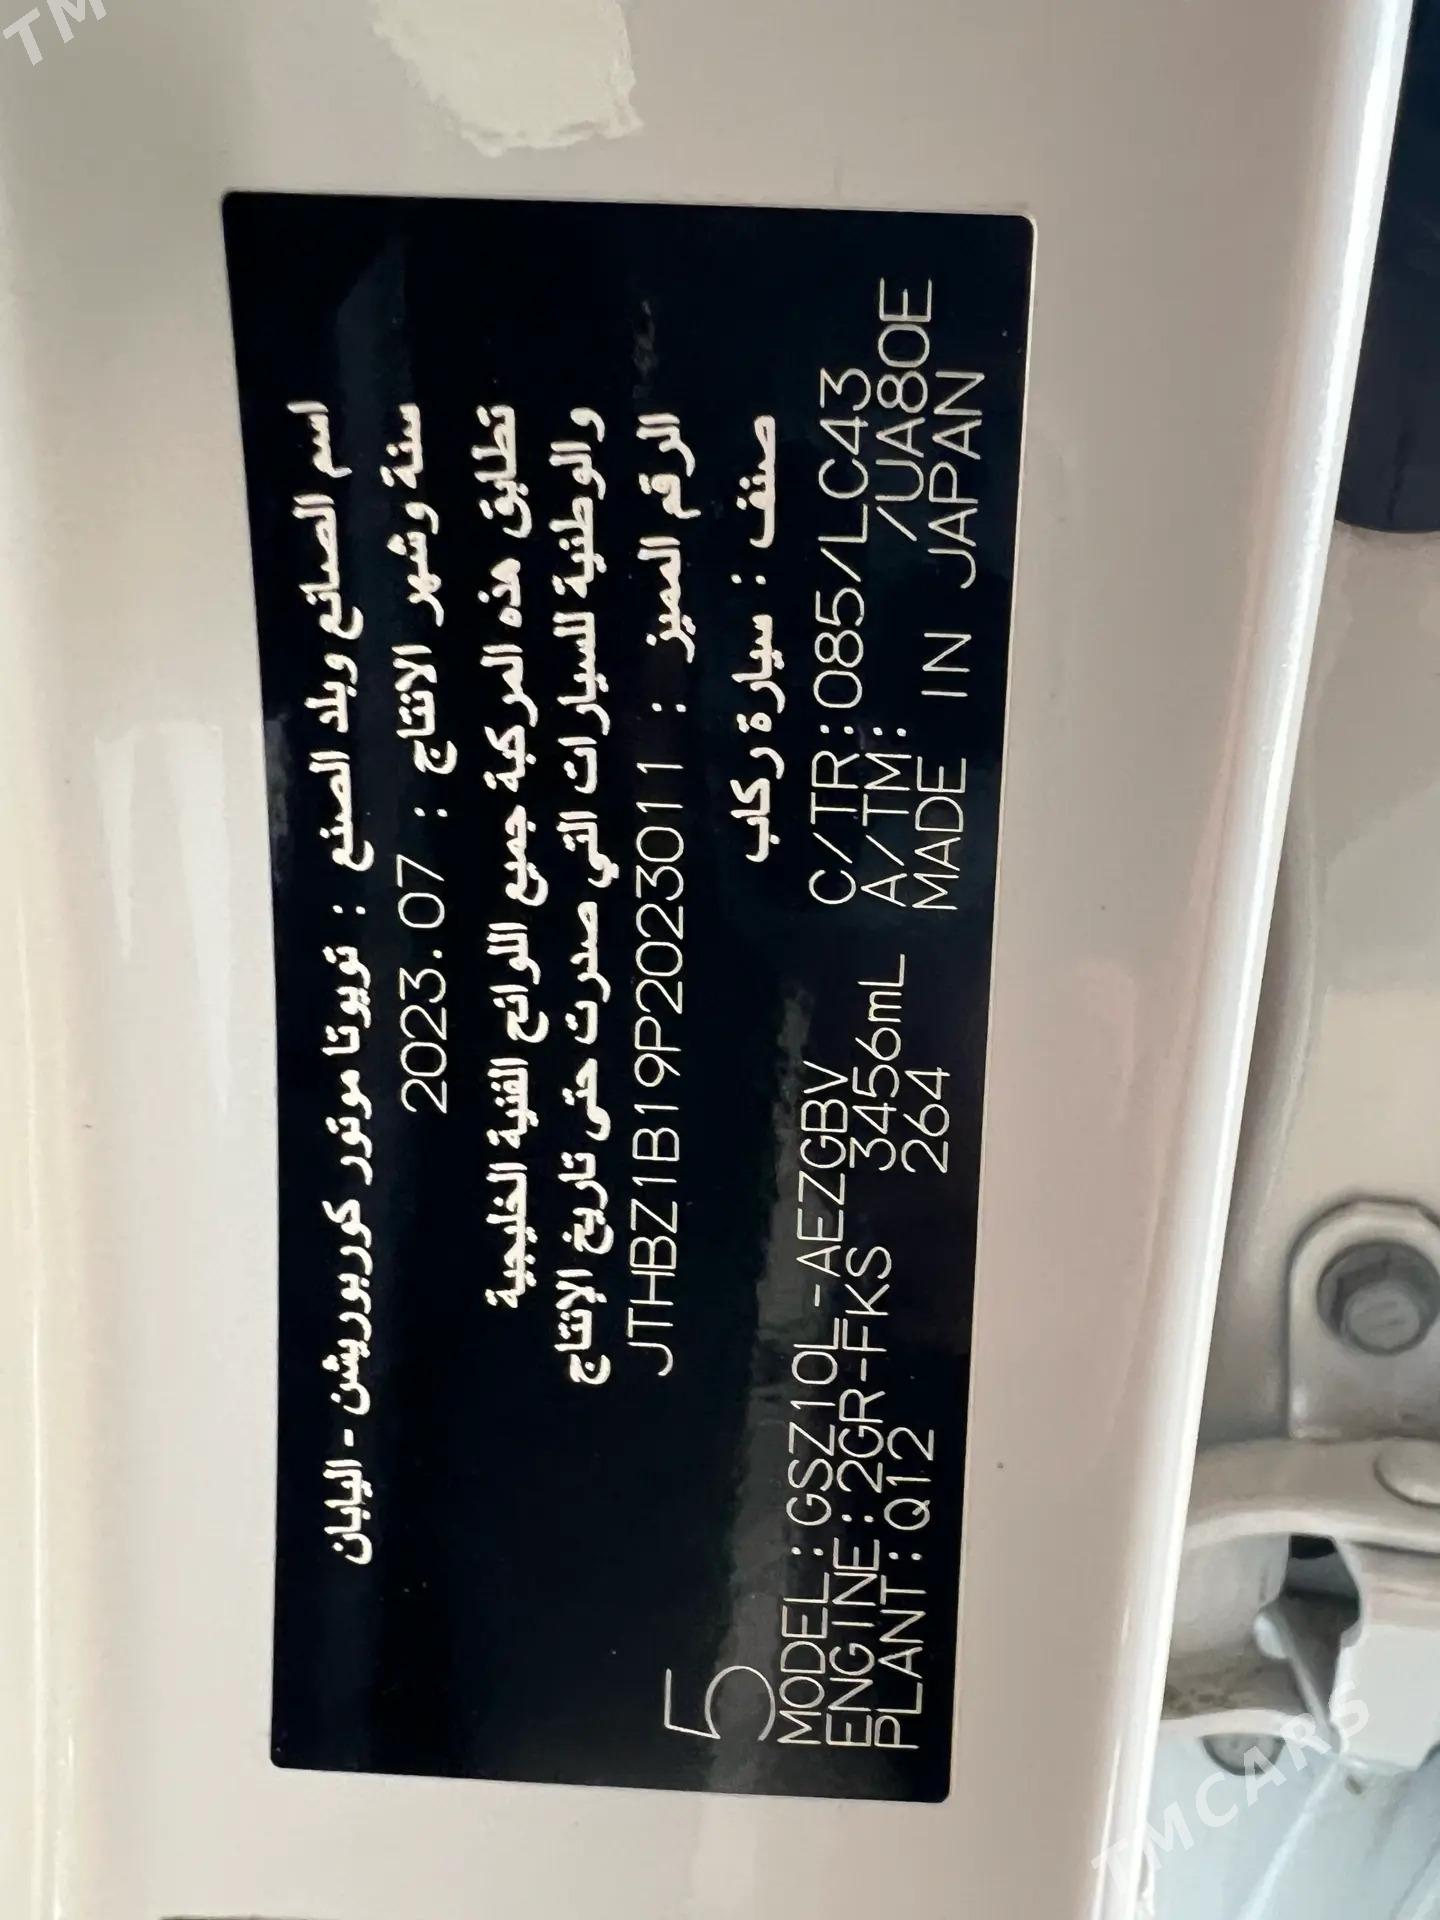 اسم الصانع وبلد الصنع : تويوتا موتور كوربوريشن - اليابان
سنة وشهر الانتاج : 2023.07
تطابق هذه المركبة جميع اللوائح الفنية الخليجية
والوطنية للسيارات التي صدرت حتى تاريخ الإنتاج
الرقم المميز : JTHBZ1B19P2023011
صنف : سيارة ركاب
5
MODEL:GSZ10L-AEZGBV C/TR:085/LC43
ENGINE:2GR-FKS 3456mL A/TM: /UA80E
PLANT:Q12 264 MADE IN JAPAN
TMCARS
TM